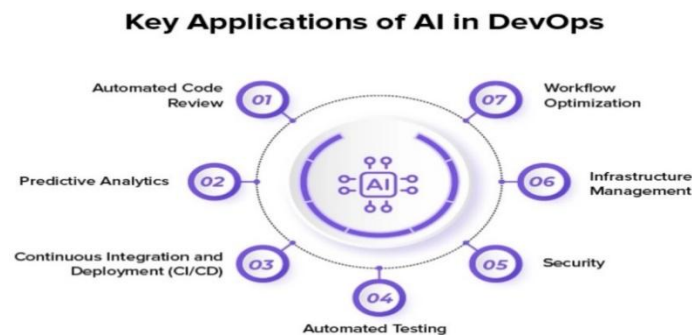 Key Applications of AI in DevOps
01
Automated Code
Review
02
Predictive Analytics
03
Continuous Integration and
Deployment (CI/CD)
04
Automated Testing
05
Security
06
Infrastructure
Management
07
Workflow
Optimization
AI